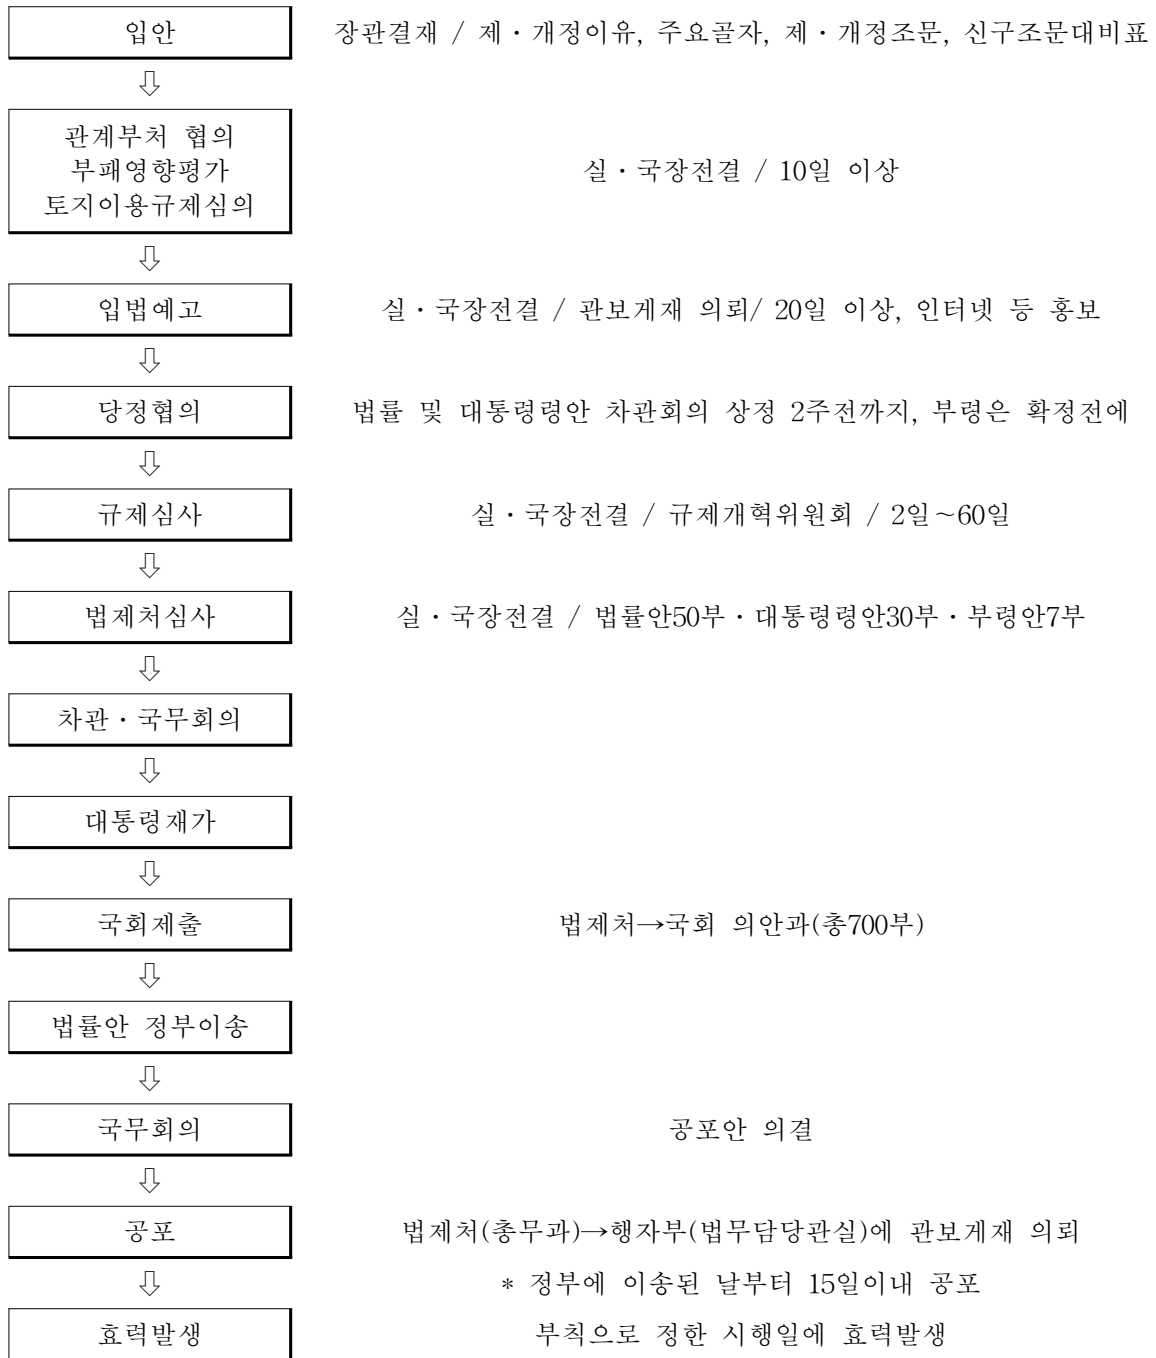 입안 장관결재 / 제·개정이유, 주요골자, 제·개정조문, 신구조문대비표
⇩
관계부처 협의
부패영향평가 실·국장전결 / 10일 이상
토지이용규제심의
⇩
입법예고 실·국장전결 / 관보게재 의뢰/ 20일 이상, 인터넷 등 홍보
⇩
당정협의 법률 및 대통령령안 차관회의 상정 2주전까지, 부령은 확정전에
⇩
규제심사 실·국장전결 / 규제개혁위원회 / 2일~60일
⇩
법제처심사 실·국장전결 / 법률안50부·대통령령안30부·부령안7부
⇩
차관·국무회의
⇩
대통령재가
⇩
국회제출 법제처→국회 의안과(총700부)
⇩
법률안 정부이송
⇩
국무회의 공포안 의결
⇩
공포 법제처(총무과)→행자부(법무담당관실)에 관보게재 의뢰
⇩ * 정부에 이송된 날부터 15일이내 공포
효력발생 부칙으로 정한 시행일에 효력발생